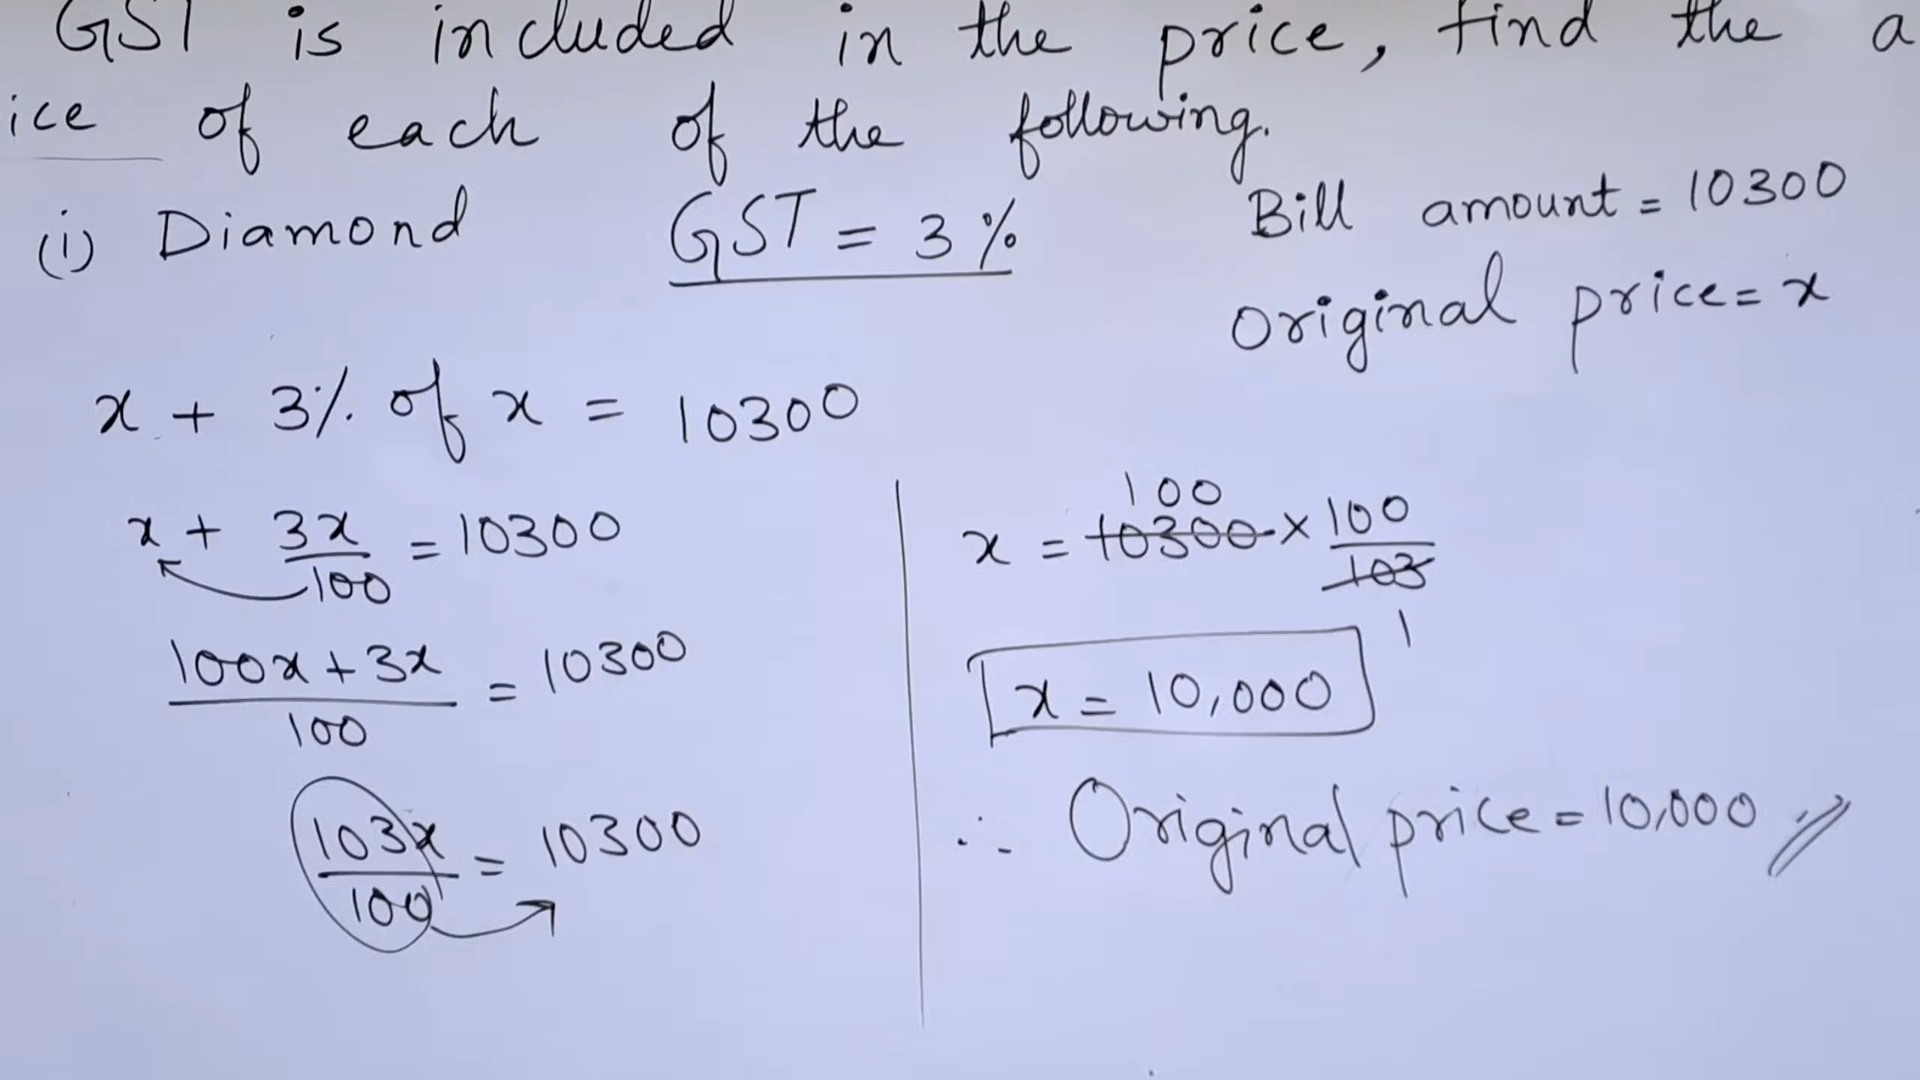 GST is included in the price, find the a
ice of each of the following.
(i) Diamond GST = 3%
Bill amount = 10300
Original price = x
x + 3% of x = 10300
x + 3x/100 = 10300
100x + 3x/100 = 10300
103x/100 = 10300
100
x = 10300 × 100/103
1
x = 10,000
∴ Original price = 10,000 //